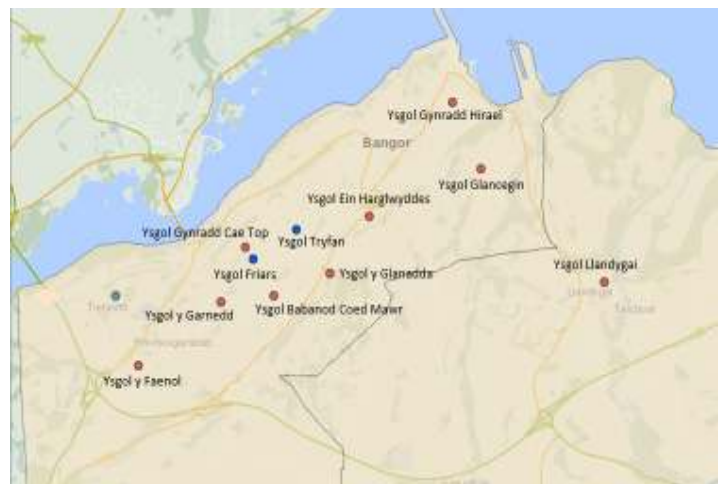 Ysgol Gynradd Hirael
Bangor
Ysgol Glancegin
Ysgol Ein Harglwyddes
Ysgol Gynradd Cae Top
Ysgol Tryfan
Ysgol Friars
Ysgol y Glanadda
Ysgol Llandygai
Ysgol y Garnedd
Ysgol Babanod Coed Mawr
Ysgol y Faenol